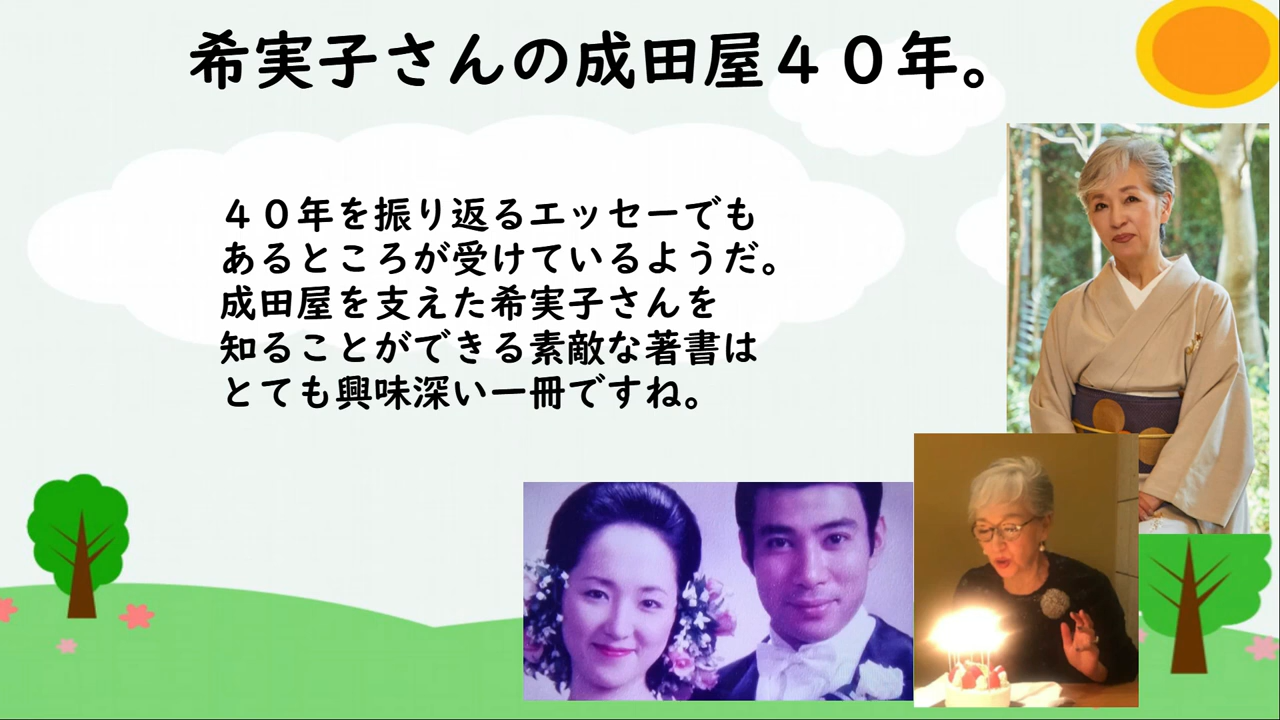 希実子さんの成田屋４０年。
４０年を振り返るエッセーでも
あるところが受けているようだ。
成田屋を支えた希実子さんを
知ることができる素敵な著書は
とても興味深い一冊ですね。